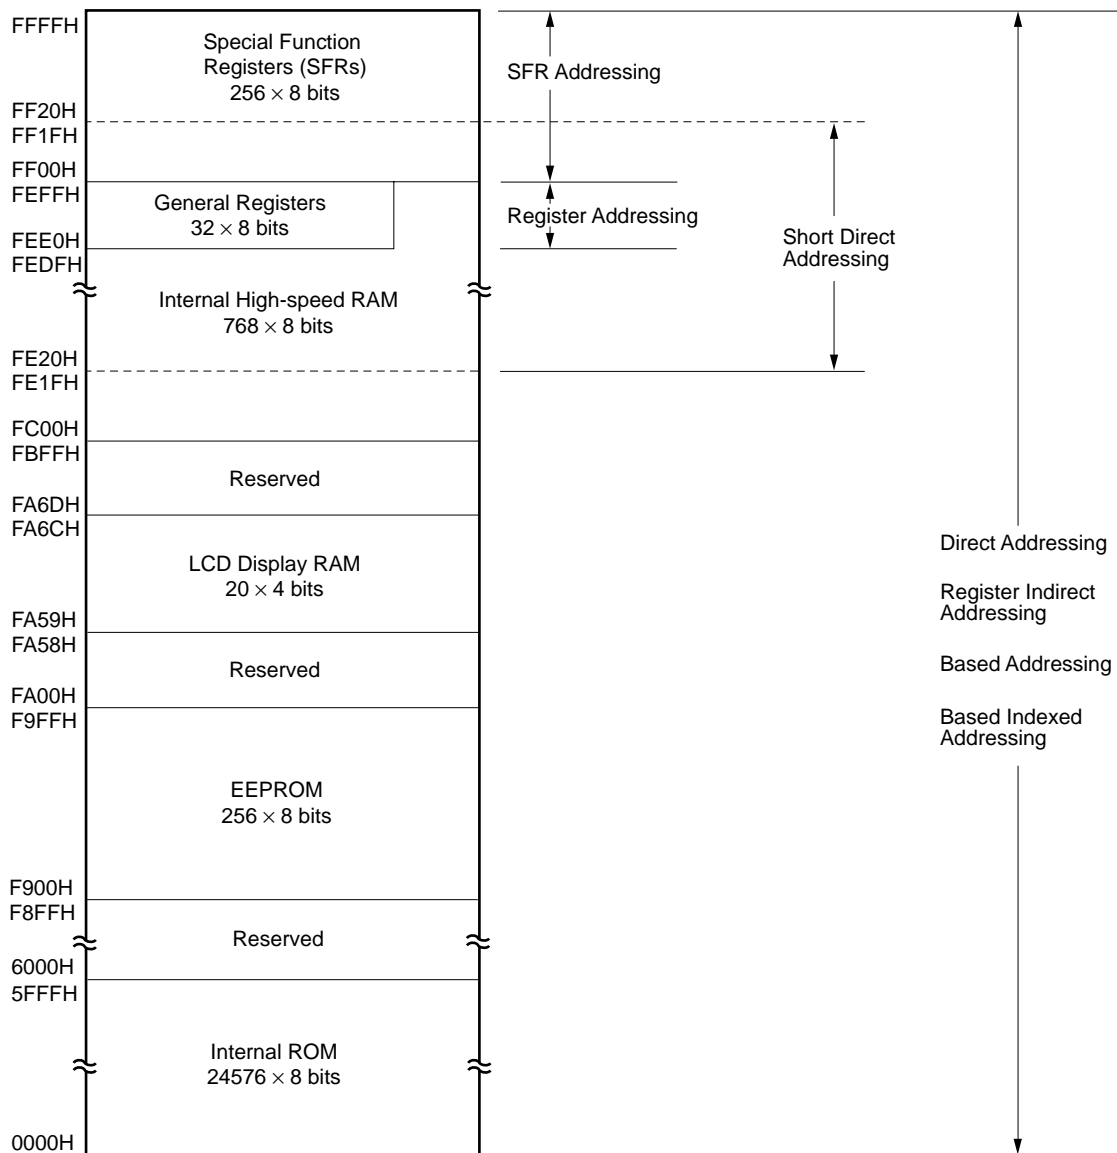 FFFFH
Special Function
Registers (SFRs)
256 × 8 bits
SFR Addressing
FF20H
FF1FH
FF00H
FEFFH
General Registers
32 × 8 bits
Register Addressing
FEE0H
FEDFH
Short Direct
Addressing
Internal High-speed RAM
768 × 8 bits
FE20H
FE1FH
FC00H
FBFFH
Reserved
FA6DH
FA6CH
LCD Display RAM
20 × 4 bits
Direct Addressing
Register Indirect
Addressing
Based Addressing
Based Indexed
Addressing
FA59H
FA58H
Reserved
FA00H
F9FFH
EEPROM
256 × 8 bits
F900H
F8FFH
Reserved
6000H
5FFFH
Internal ROM
24576 × 8 bits
0000H